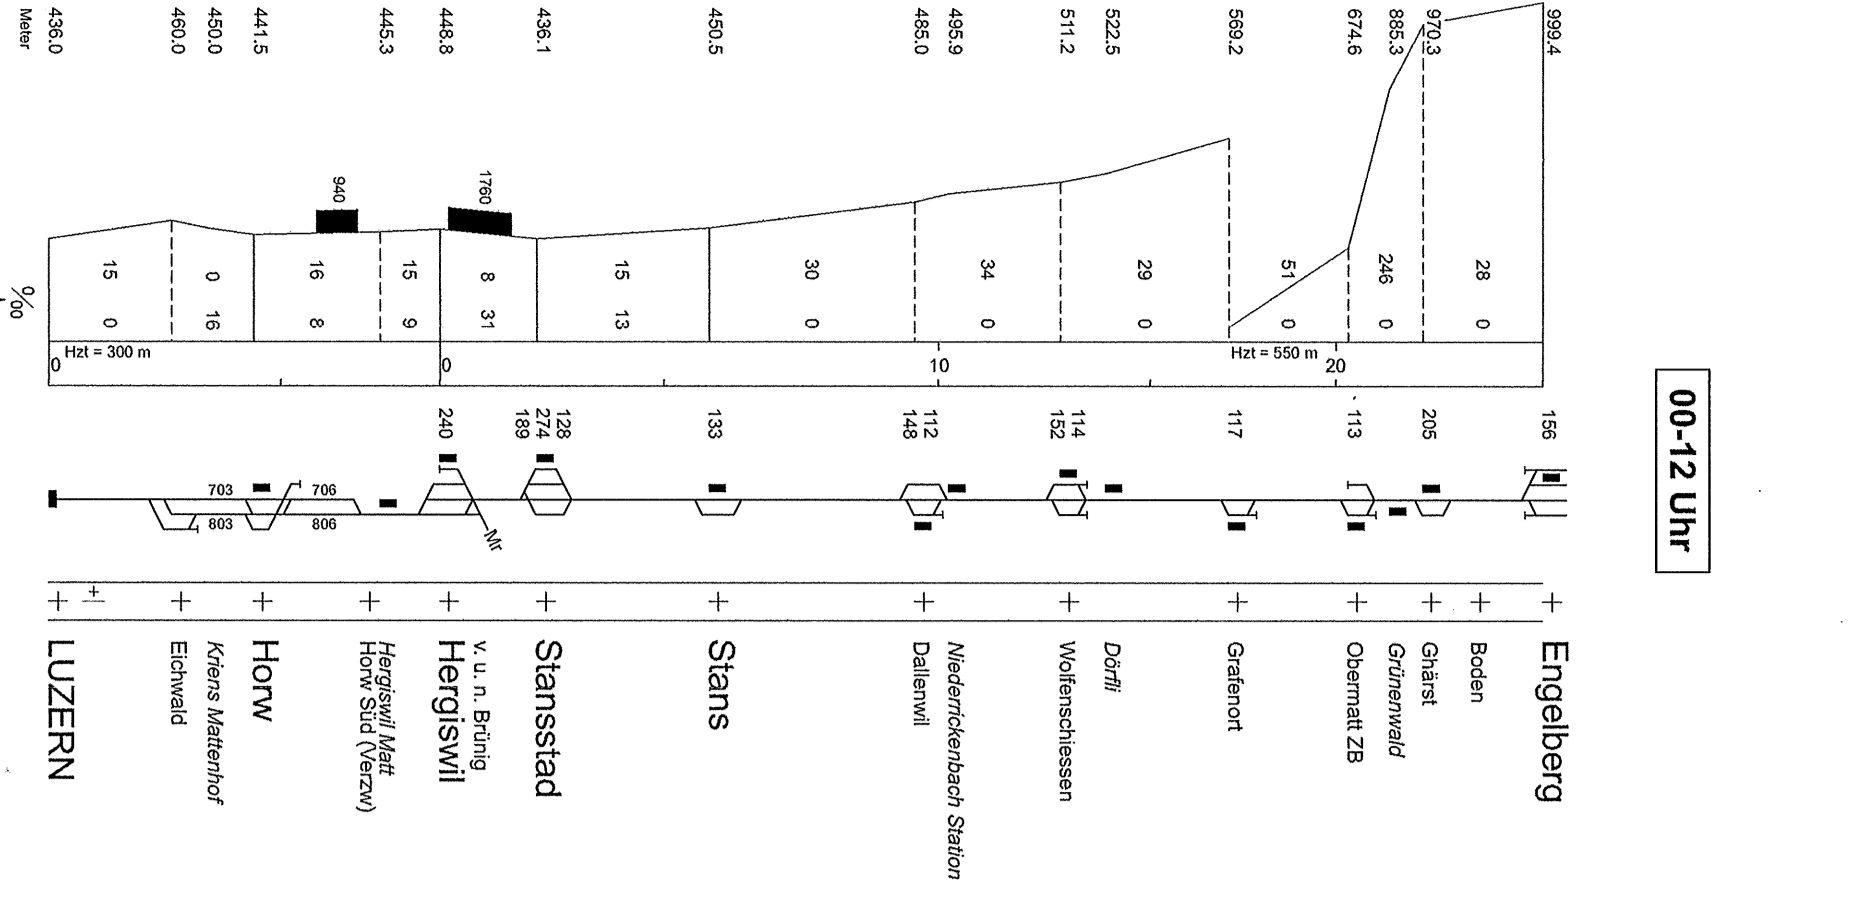 Meter
436.0
460.0
450.0
441.5
445.3
448.8
436.1
450.5
485.0
495.9
511.2
522.5
569.2
674.6
885.3
970.3
999.4
940
1760
‰
15
0
16
15
8
15
30
34
29
51
246
28
0
16
8
9
31
13
0
0
0
0
0
0
0
Hzt = 300 m
0
10
Hzt = 550 m
20
240
189
274
128
133
148
112
152
114
117
113
205
156
703
706
803
806
Mr
LUZERN
Eichwald
Kriens Mattenhof
Horw
Horw Süd (Verzw)
Hergiswil Matt
Hergiswil
v. u. n. Brünig
Stansstad
Stans
Dallenwil
Niederrickenbach Station
Wolfenschiessen
Dörfli
Grafenort
Obermatt ZB
Grünenwald
Ghärst
Boden
Engelberg
00-12 Uhr